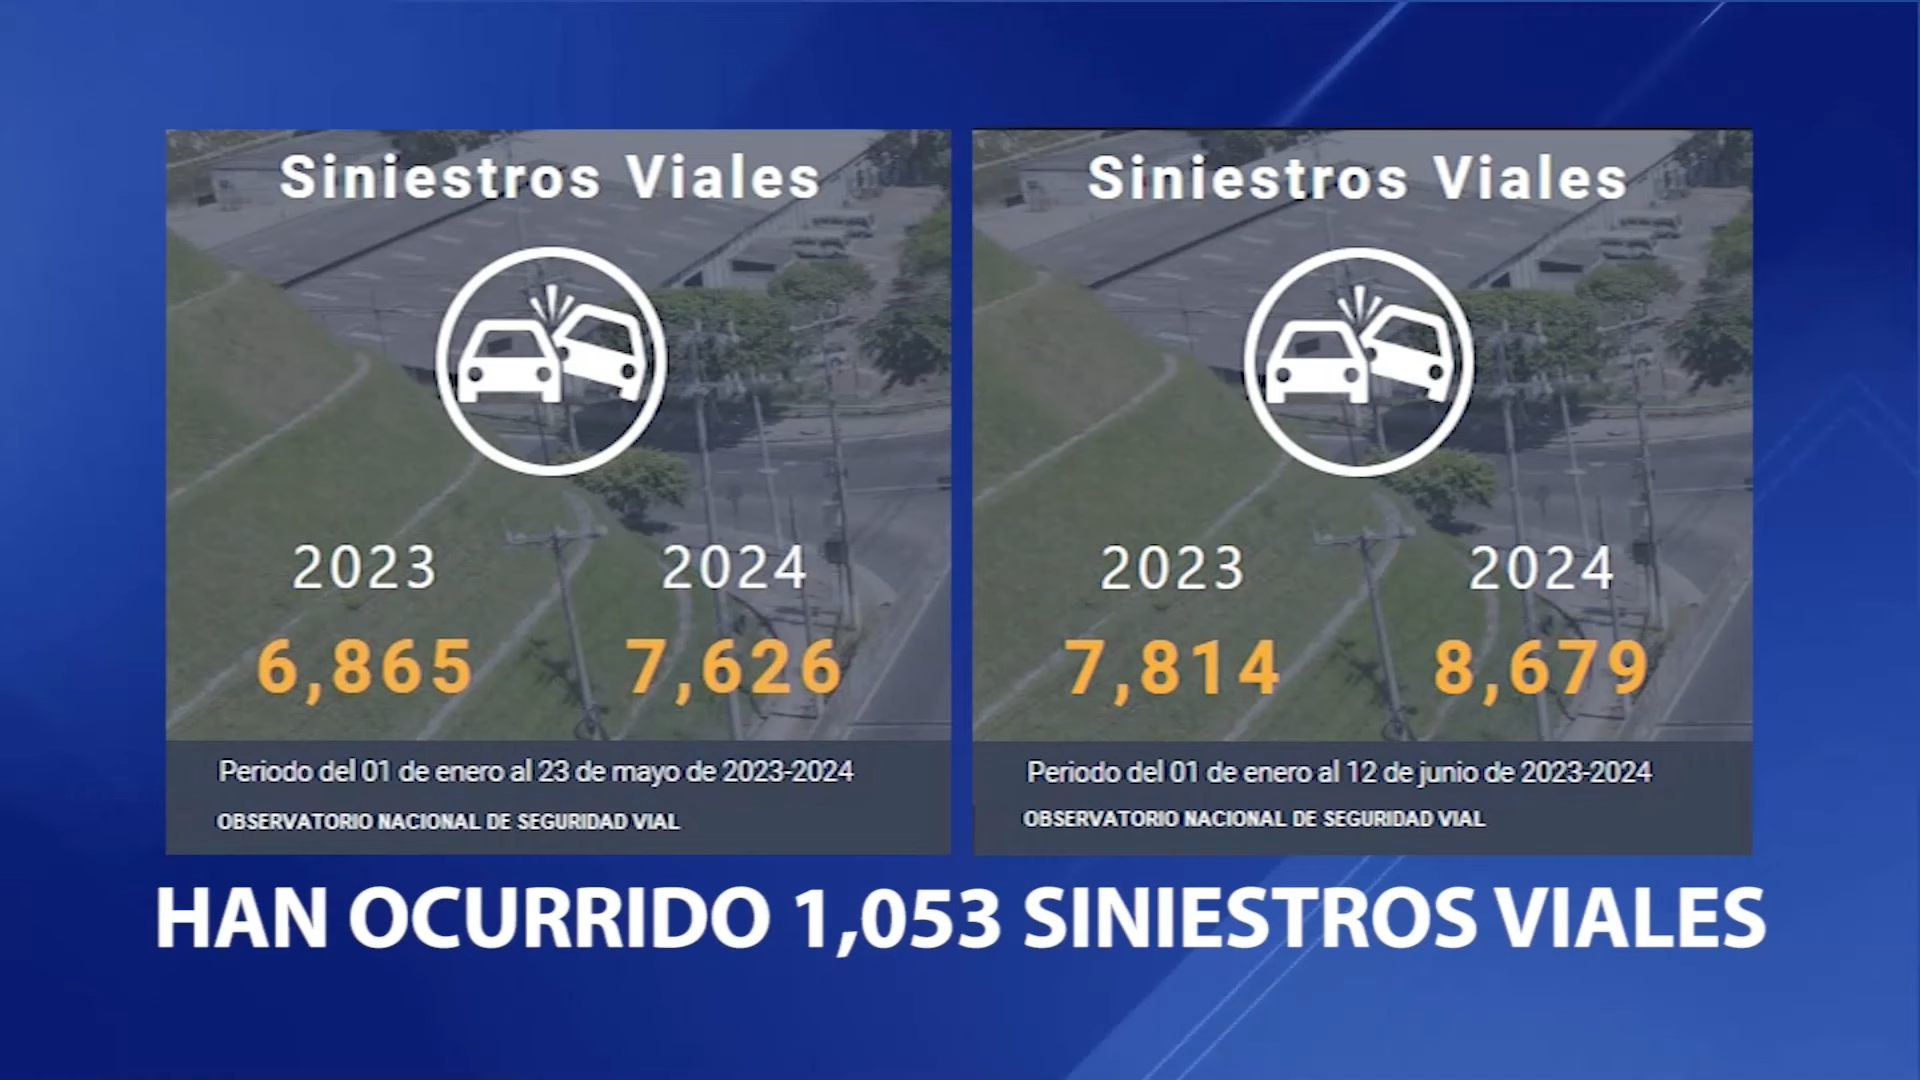 Siniestros Viales
2023 2024
6,865 7,626
Periodo del 01 de enero al 23 de mayo de 2023-2024
OBSERVATORIO NACIONAL DE SEGURIDAD VIAL
Siniestros Viales
2023 2024
7,814 8,679
Periodo del 01 de enero al 12 de junio de 2023-2024
OBSERVATORIO NACIONAL DE SEGURIDAD VIAL
HAN OCURRIDO 1,053 SINIESTROS VIALES